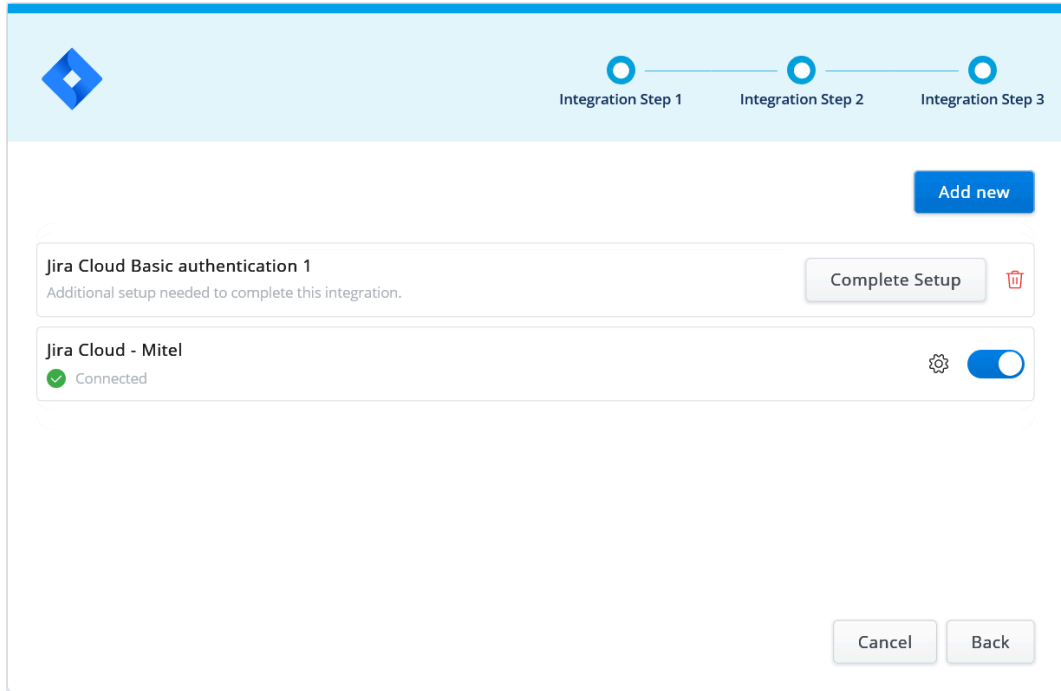 Integration Step 1
Integration Step 2
Integration Step 3
Add new
Jira Cloud Basic authentication 1
Additional setup needed to complete this integration.
Complete Setup
Jira Cloud - Mitel
Connected
Cancel
Back